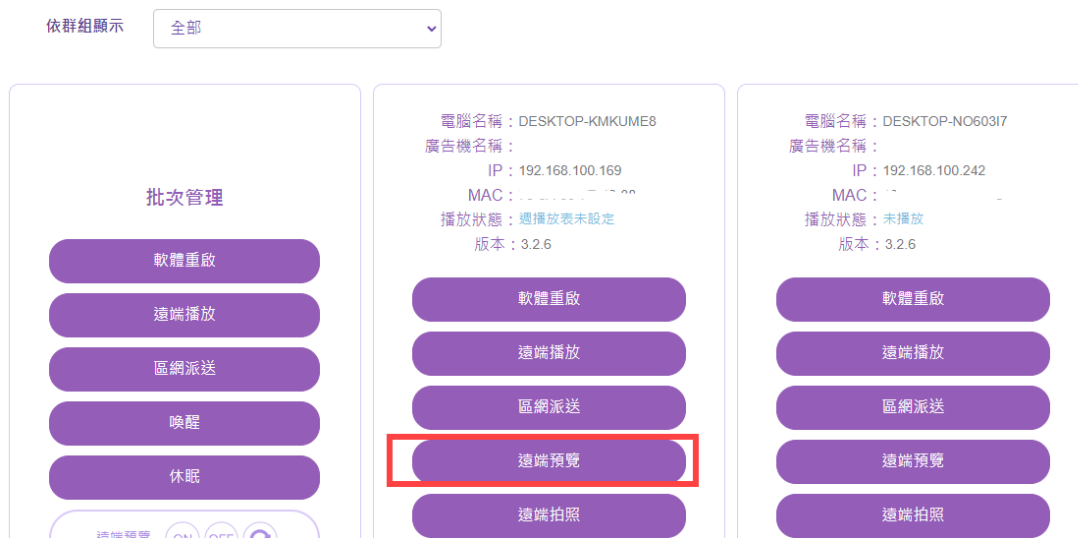 依群組顯示 全部
批次管理
軟體重啟
遠端播放
區網派送
喚醒
休眠
遠端預覽 ON OFF
電腦名稱：DESKTOP-KMKUME8
廣告機名稱：
IP：192.168.100.169
MAC：
播放狀態：週播放表未設定
版本：3.2.6
軟體重啟
遠端播放
區網派送
遠端預覽
遠端拍照
電腦名稱：DESKTOP-NO603I7
廣告機名稱：
IP：192.168.100.242
MAC：
播放狀態：未播放
版本：3.2.6
軟體重啟
遠端播放
區網派送
遠端預覽
遠端拍照